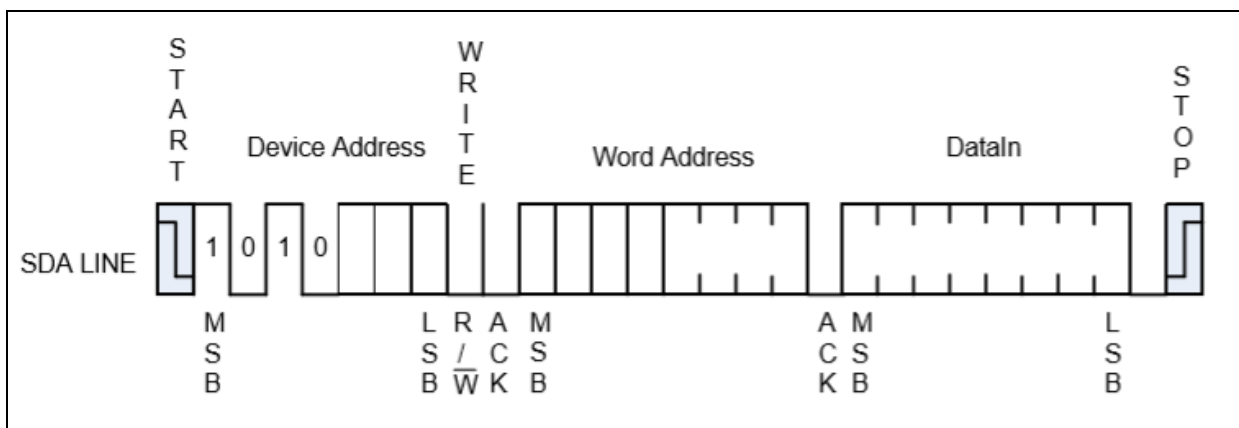 START
WRITE
STOP
Device Address
Word Address
DataIn
SDA LINE
1 0 1 0
MSB
LSB
R/W
ACK
MSB
ACK
MSB
LSB